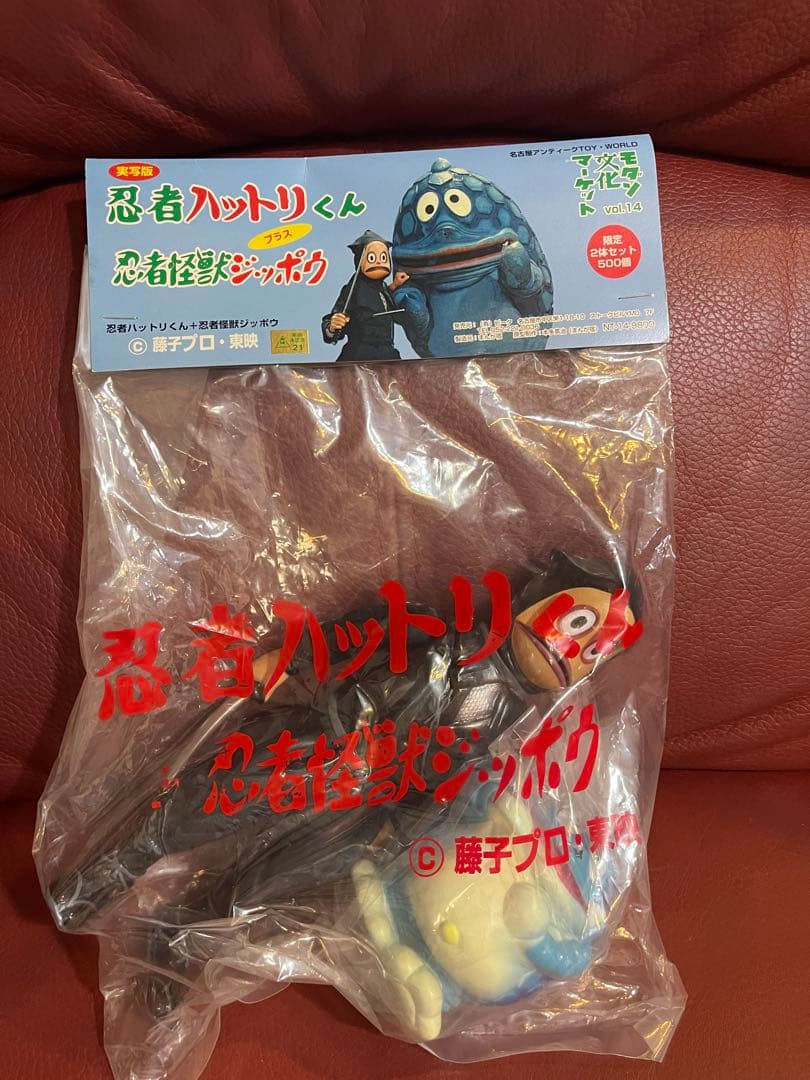 名古屋アンティークTOY・WORLD
モダン
文化
マーケット
vol.14
実写版
忍者ハットリくん
プラス
忍者怪獣ジッポウ
限定
2体セット
500個
忍者ハットリくん+忍者怪獣ジッポウ
© 藤子プロ・東映
21
忍者ハットリくん
忍者怪獣ジッポウ
© 藤子プロ・東映